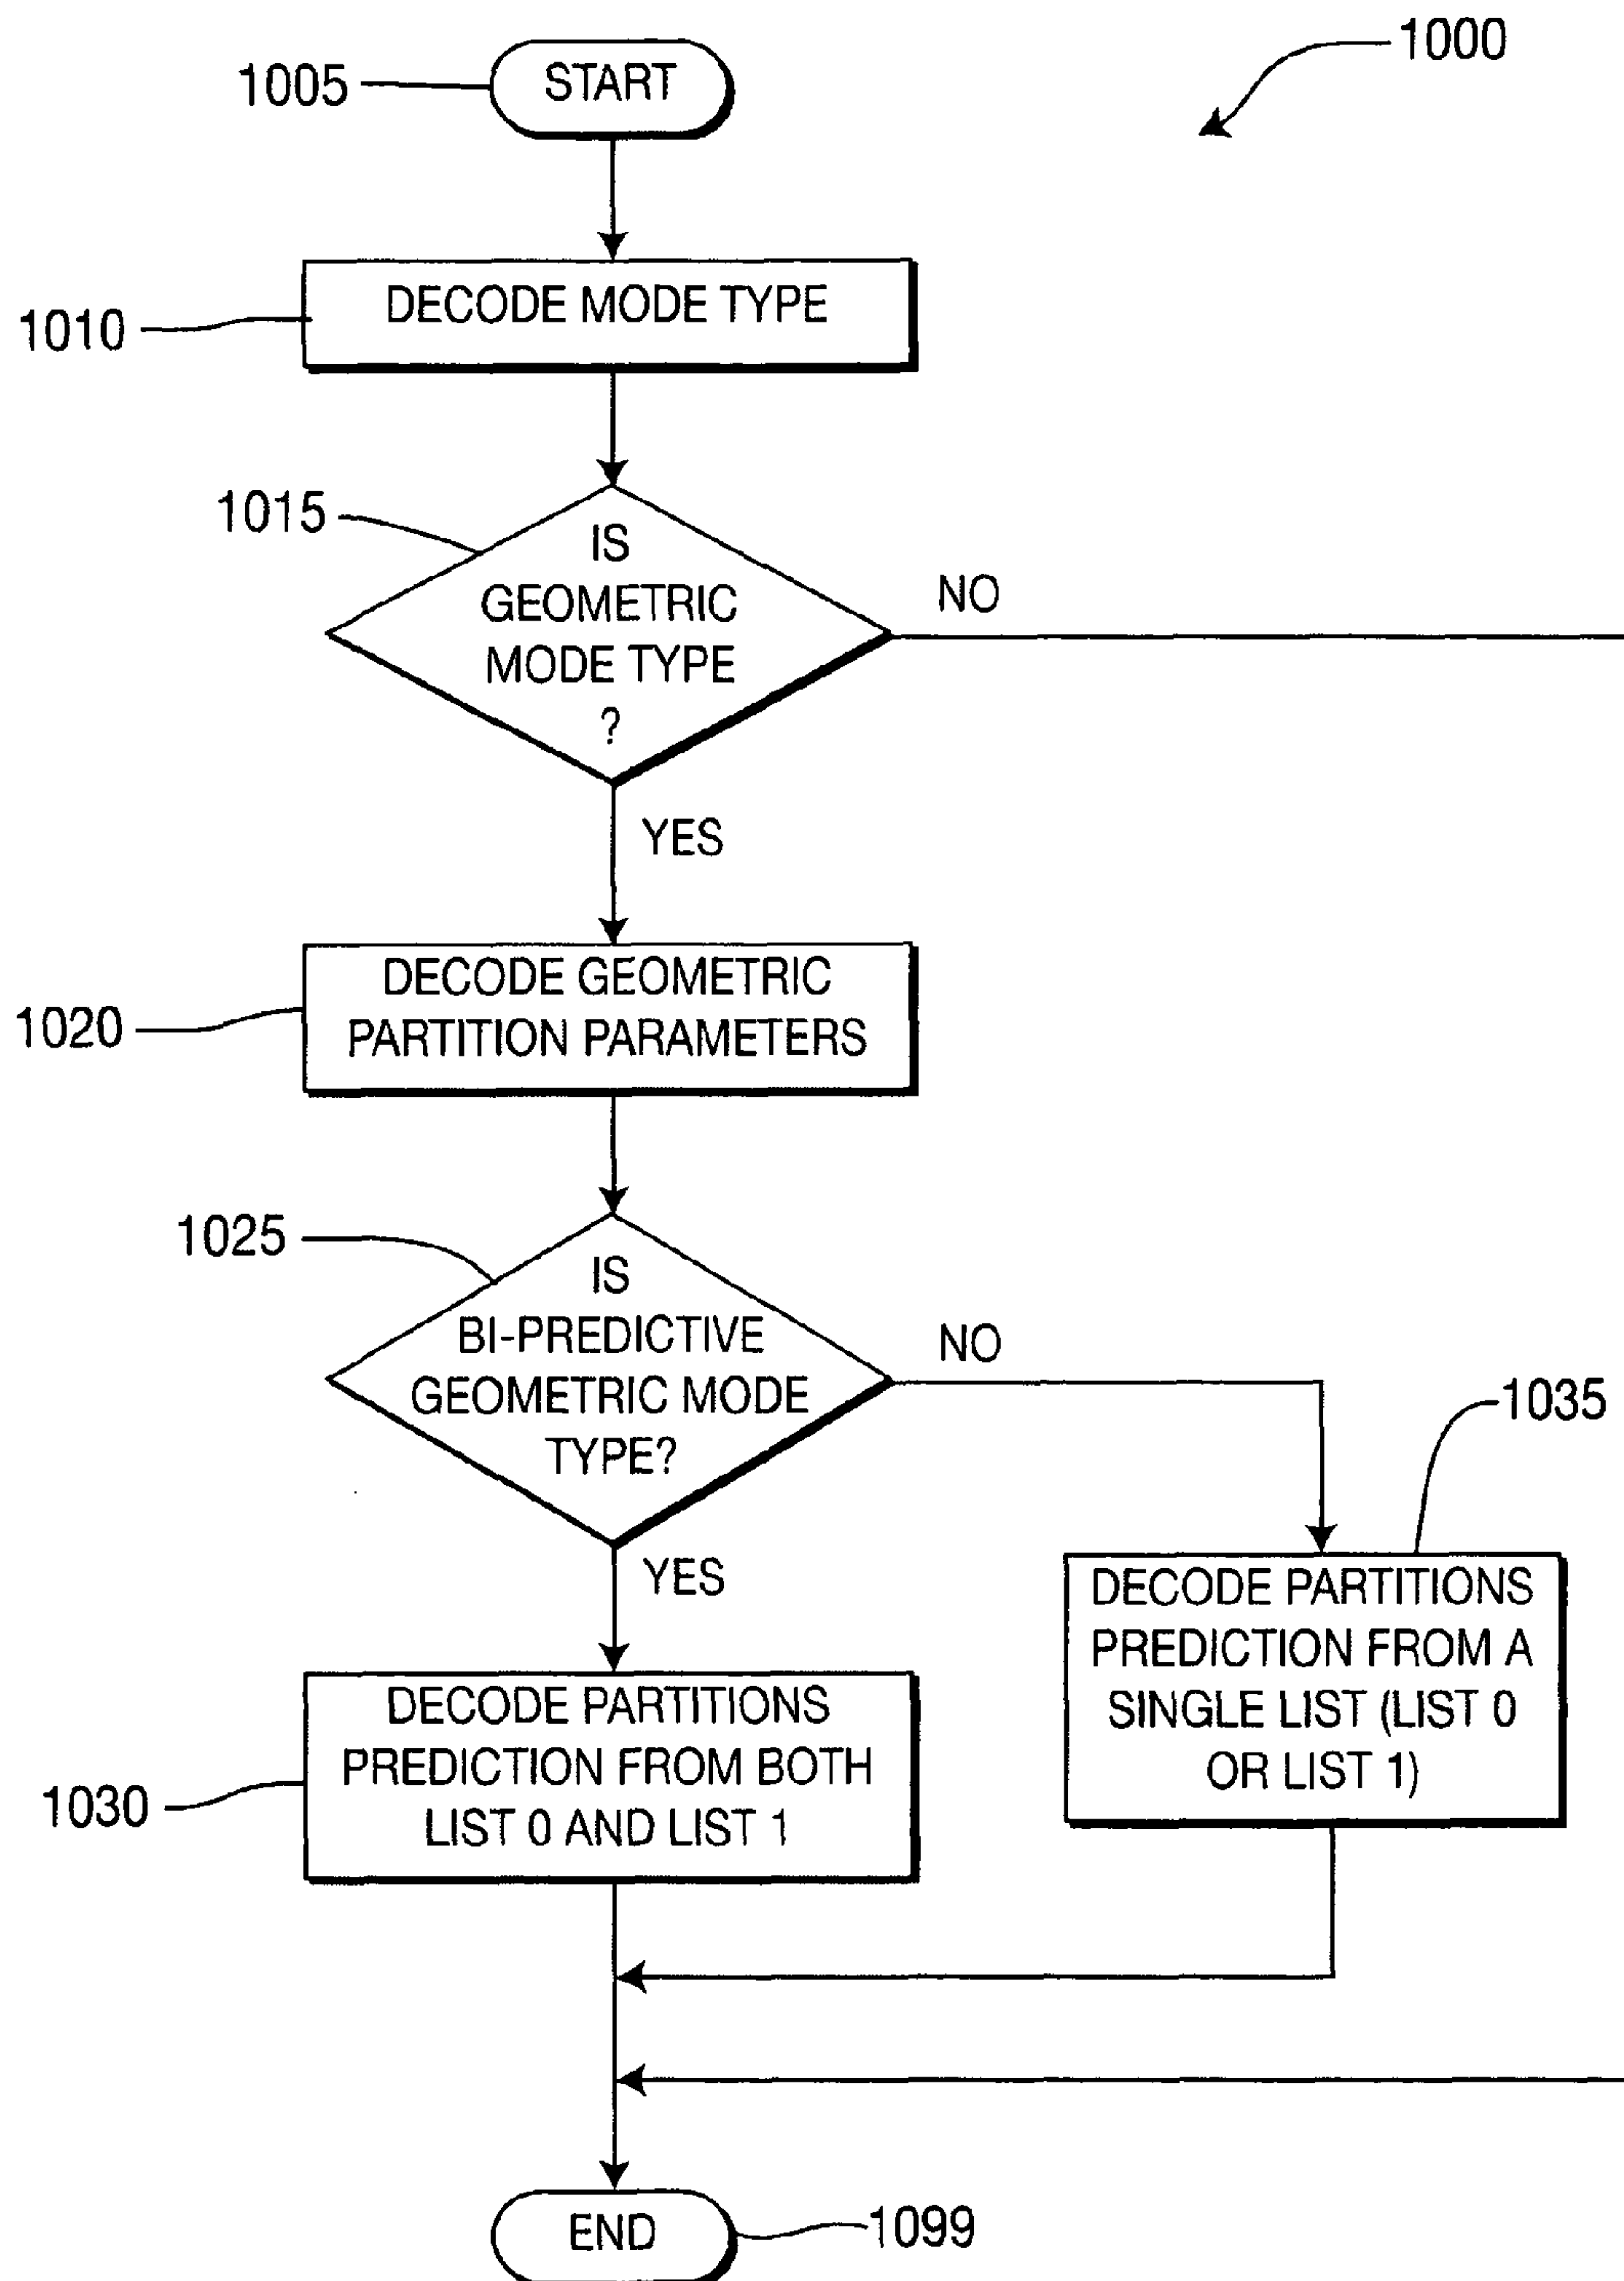 1000
1005
START
1010
DECODE MODE TYPE
1015
IS
GEOMETRIC
MODE TYPE
?
NO
YES
1020
DECODE GEOMETRIC
PARTITION PARAMETERS
1025
IS
BI-PREDICTIVE
GEOMETRIC MODE
TYPE?
NO
YES
1035
DECODE PARTITIONS
PREDICTION FROM A
SINGLE LIST (LIST 0
OR LIST 1)
1030
DECODE PARTITIONS
PREDICTION FROM BOTH
LIST 0 AND LIST 1
END
1099